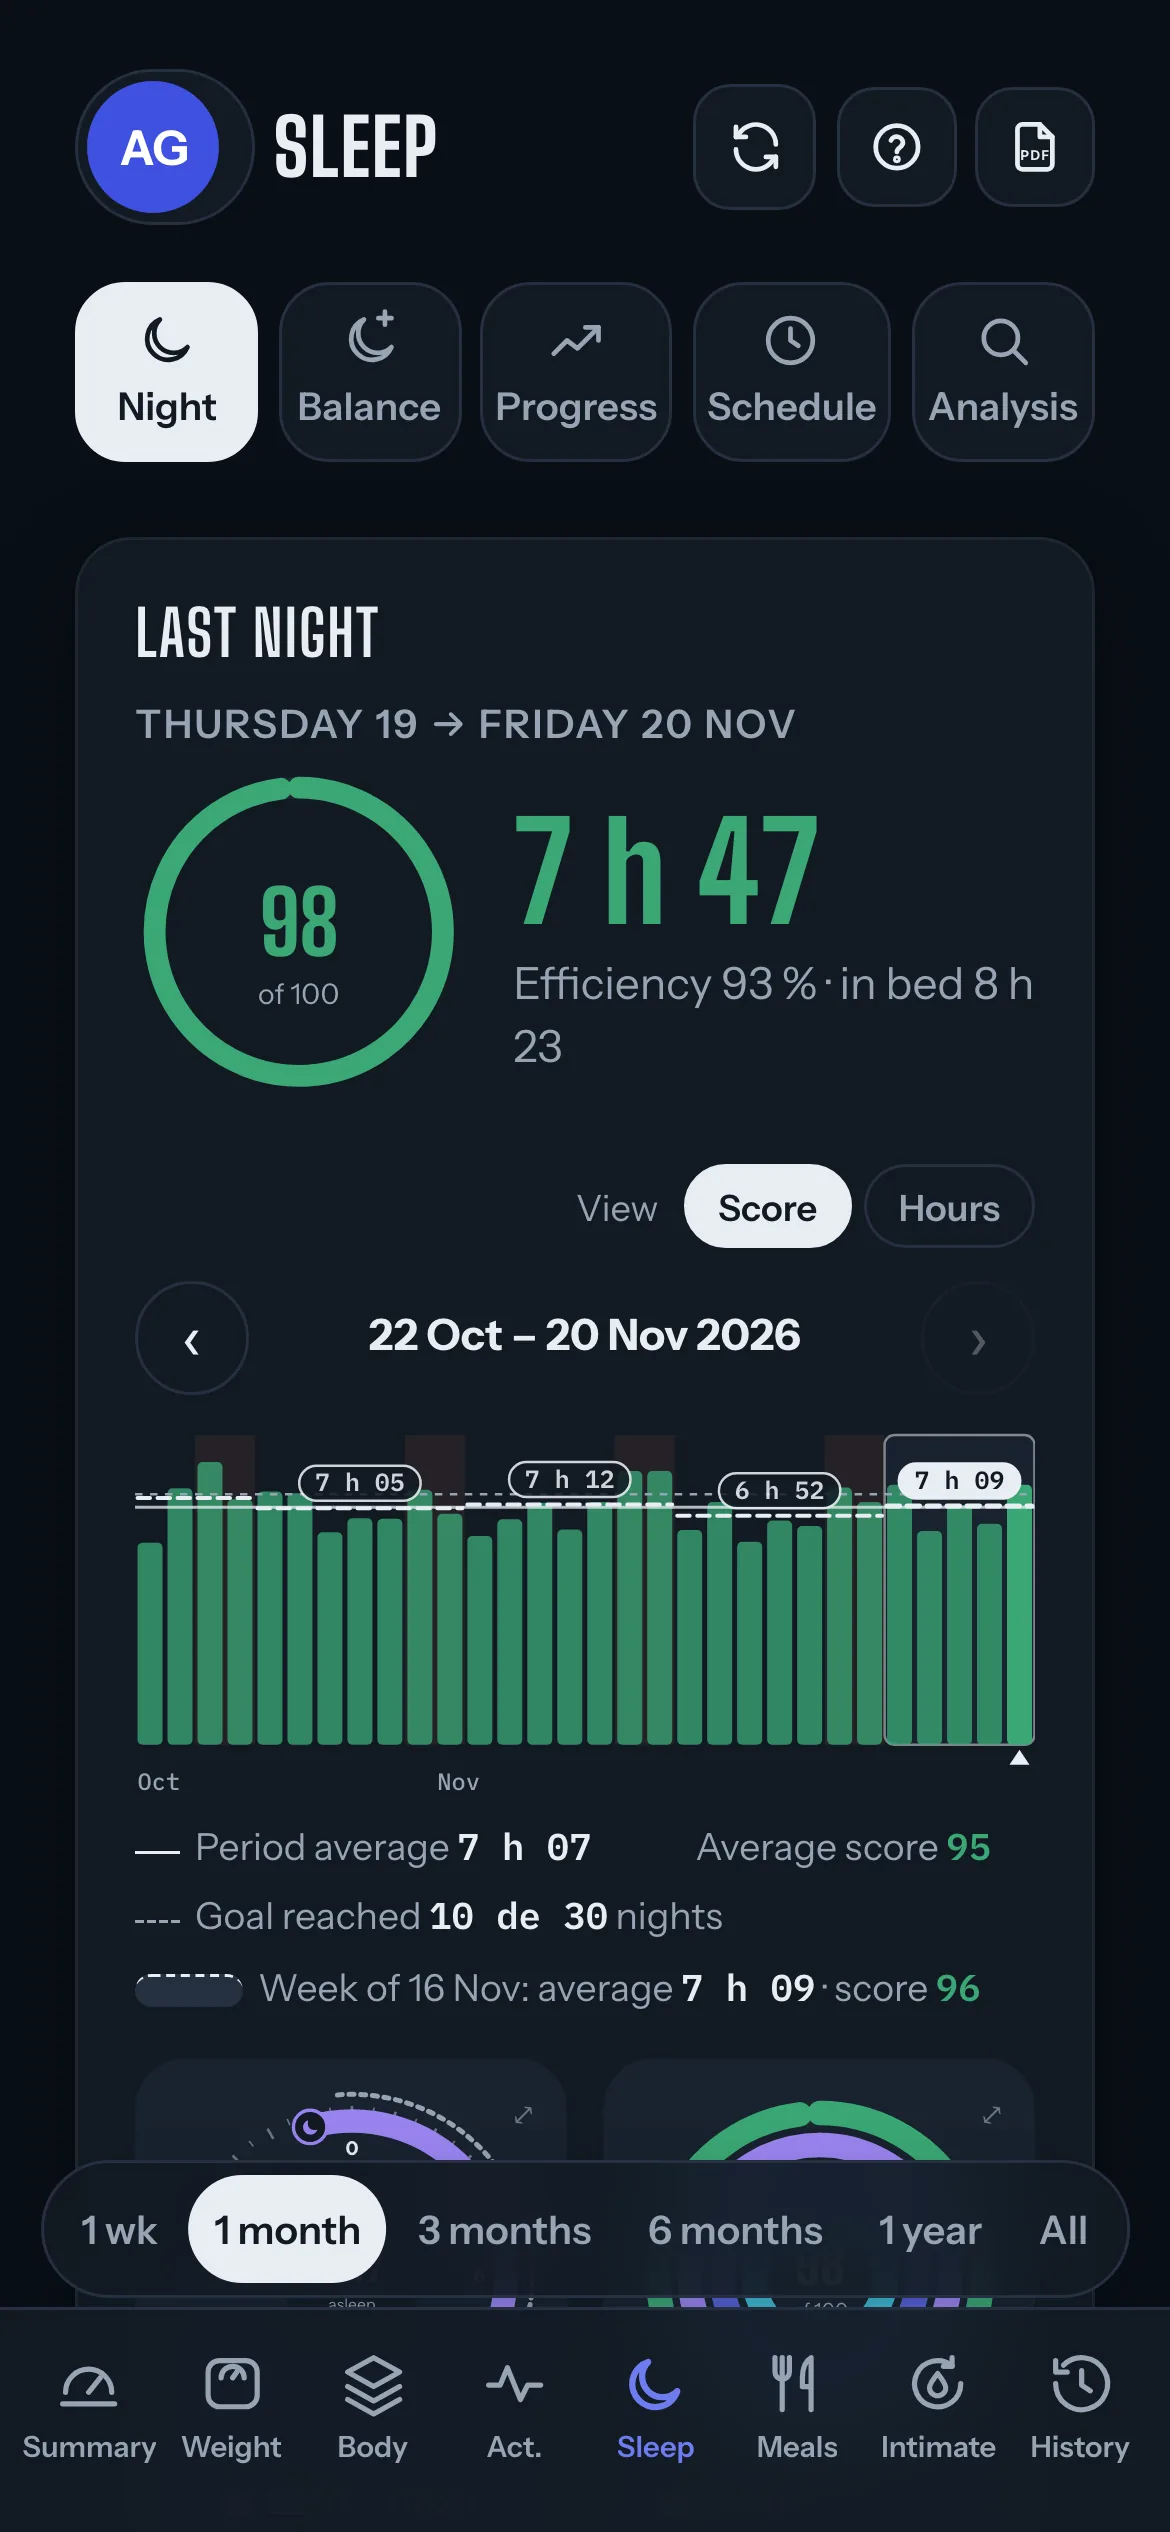 AG
SLEEP
PDF
Night
Balance
Progress
Schedule
Analysis
LAST NIGHT
THURSDAY 19 → FRIDAY 20 NOV
98
of 100
7 h 47
Efficiency 93 % · in bed 8 h
23
View
Score
Hours
‹
22 Oct – 20 Nov 2026
›
7 h 05
7 h 12
6 h 52
7 h 09
Oct
Nov
Period average 7 h 07
Average score 95
Goal reached 10 de 30 nights
Week of 16 Nov: average 7 h 09 · score 96
0
1 wk
1 month
3 months
6 months
1 year
All
asleep
Summary
Weight
Body
Act.
Sleep
Meals
Intimate
History